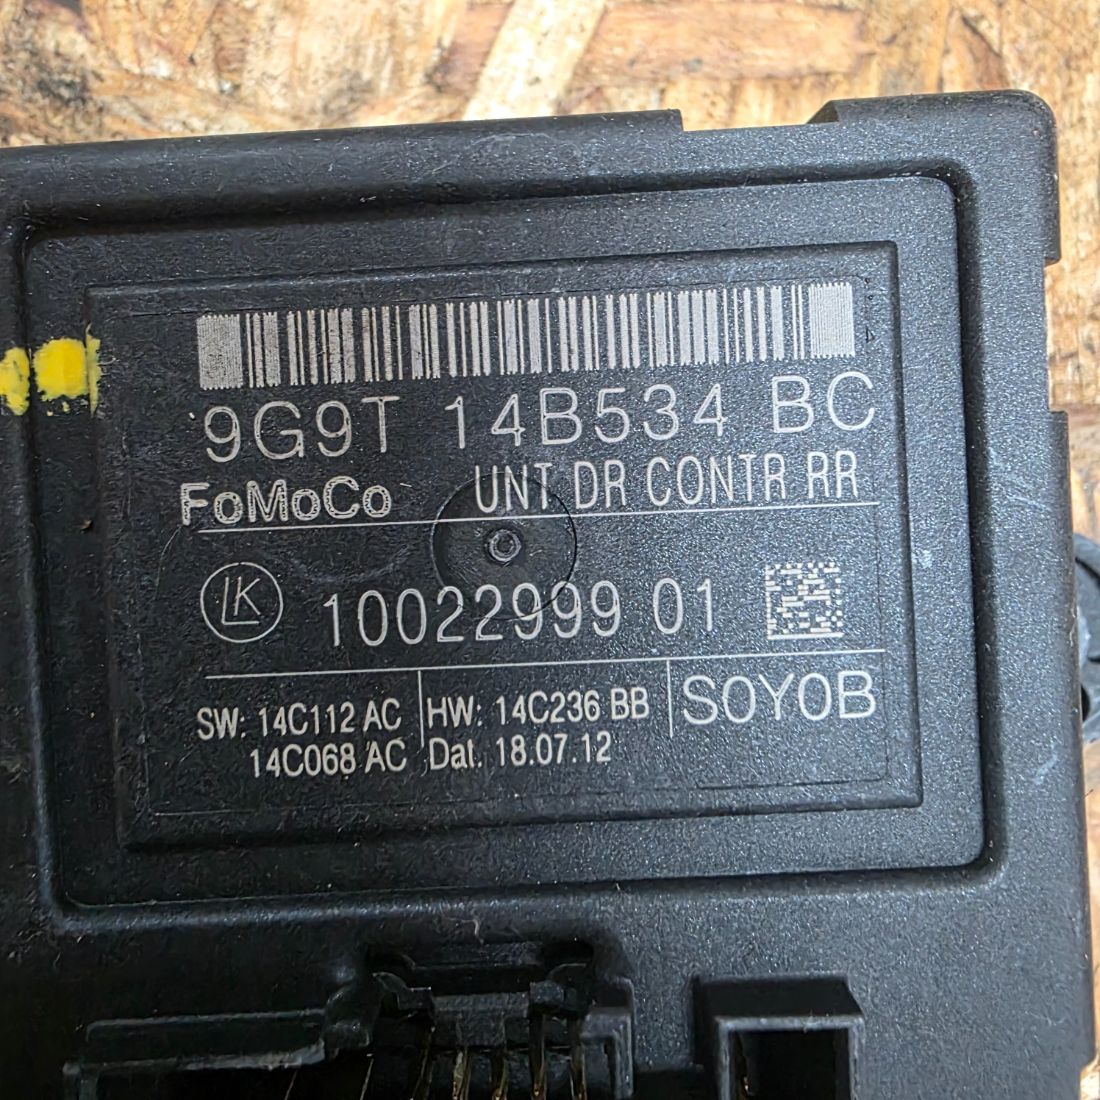 9G9T 14B534 BC
FoMoCo UNT DR CONTR RR
LK 10022999 01
SW: 14C112 AC HW: 14C236 BB S0Y0B
14C068 AC Dat. 18.07.12